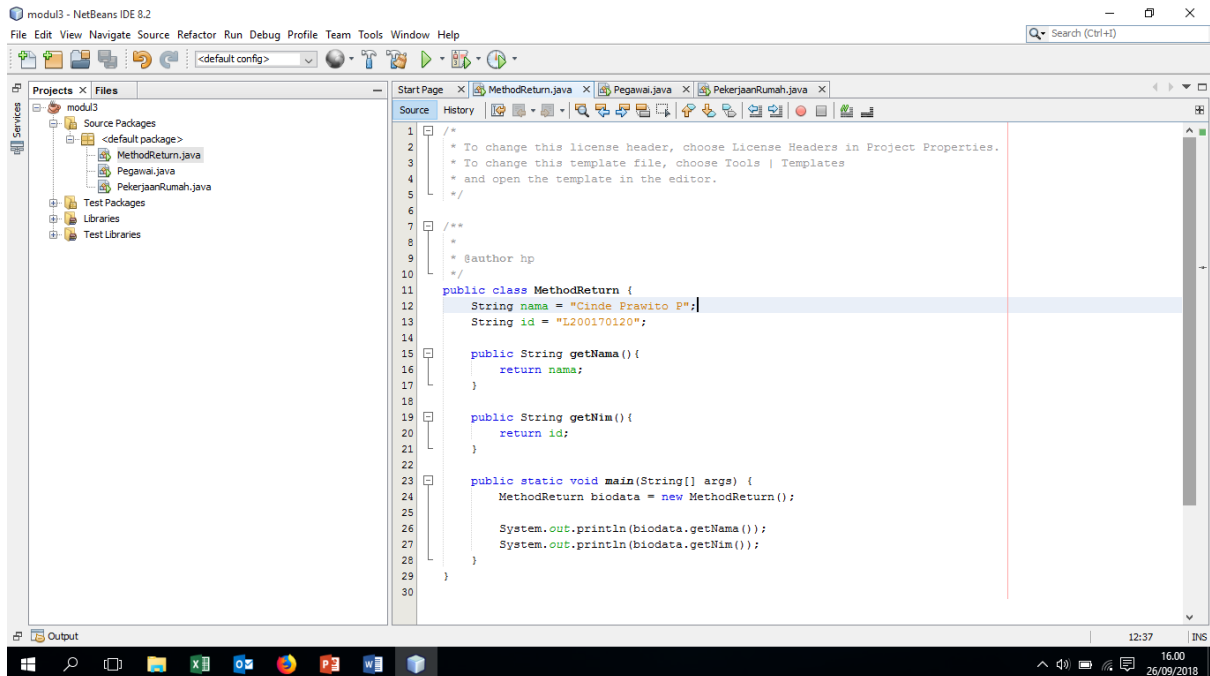 modul3 - NetBeans IDE 8.2
File Edit View Navigate Source Refactor Run Debug Profile Team Tools Window Help
Search (Ctrl+I)
<default config>
Projects Files
Services
modul3
Source Packages
<default package>
MethodReturn.java
Pegawai.java
PekerjaanRumah.java
Test Packages
Libraries
Test Libraries
Start Page MethodReturn.java Pegawai.java PekerjaanRumah.java
Source History
1 /*
2 * To change this license header, choose License Headers in Project Properties.
3 * To change this template file, choose Tools | Templates
4 * and open the template in the editor.
5 */
6
7 /**
8 *
9 * @author hp
10 */
11 public class MethodReturn {
12 String nama = "Cinde Prawito P";
13 String id = "L200170120";
14
15 public String getNama(){
16 return nama;
17 }
18
19 public String getNim(){
20 return id;
21 }
22
23 public static void main(String[] args) {
24 MethodReturn biodata = new MethodReturn();
25
26 System.out.println(biodata.getNama());
27 System.out.println(biodata.getNim());
28 }
29 }
30
Output
12:37 INS
16.00
26/09/2018